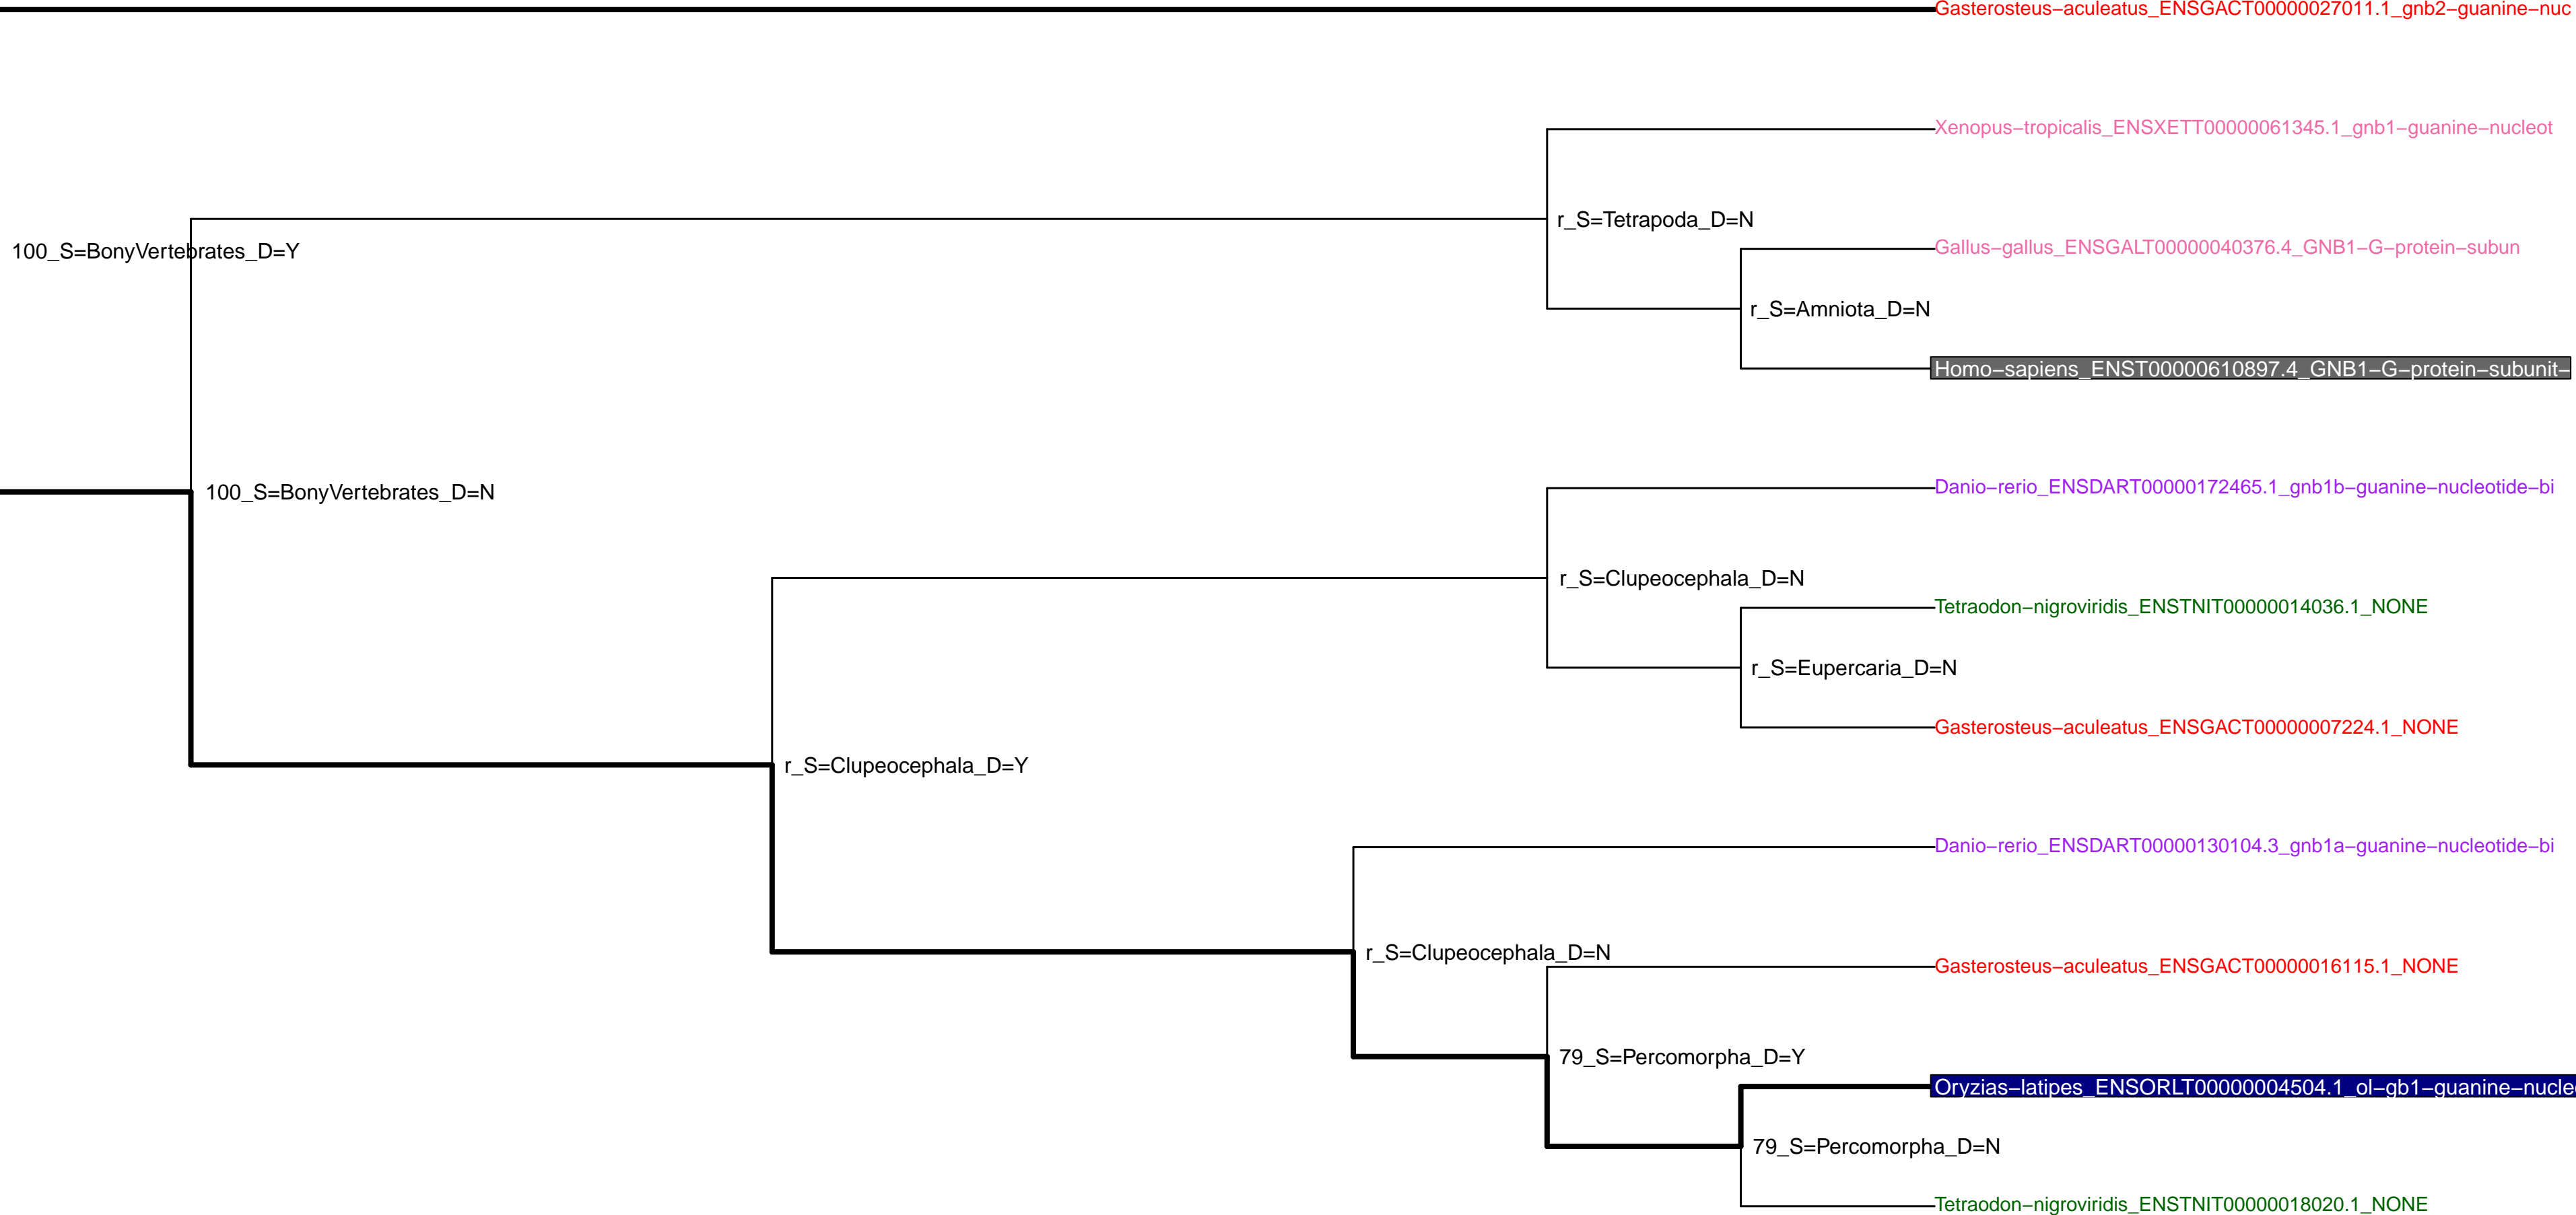 Gasterosteus−aculeatus_ENSGACT00000027011.1_gnb2−guanine−nuc
Xenopus−tropicalis_ENSXETT00000061345.1_gnb1−guanine−nucleot
r_S=Tetrapoda_D=N
100_S=BonyVertebrates_D=Y
Gallus−gallus_ENSGALT00000040376.4_GNB1−G−protein−subun
r_S=Amniota_D=N
Homo−sapiens_ENST00000610897.4_GNB1−G−protein−subunit−
Danio−rerio_ENSDART00000172465.1_gnb1b−guanine−nucleotide−bi
100_S=BonyVertebrates_D=N
r_S=Clupeocephala_D=N
Tetraodon−nigroviridis_ENSTNIT00000014036.1_NONE
r_S=Eupercaria_D=N
Gasterosteus−aculeatus_ENSGACT00000007224.1_NONE
r_S=Clupeocephala_D=Y
Danio−rerio_ENSDART00000130104.3_gnb1a−guanine−nucleotide−bi
r_S=Clupeocephala_D=N
Gasterosteus−aculeatus_ENSGACT00000016115.1_NONE
79_S=Percomorpha_D=Y
Oryzias−latipes_ENSORLT00000004504.1_ol−gb1−guanine−nucle
79_S=Percomorpha_D=N
Tetraodon−nigroviridis_ENSTNIT00000018020.1_NONE